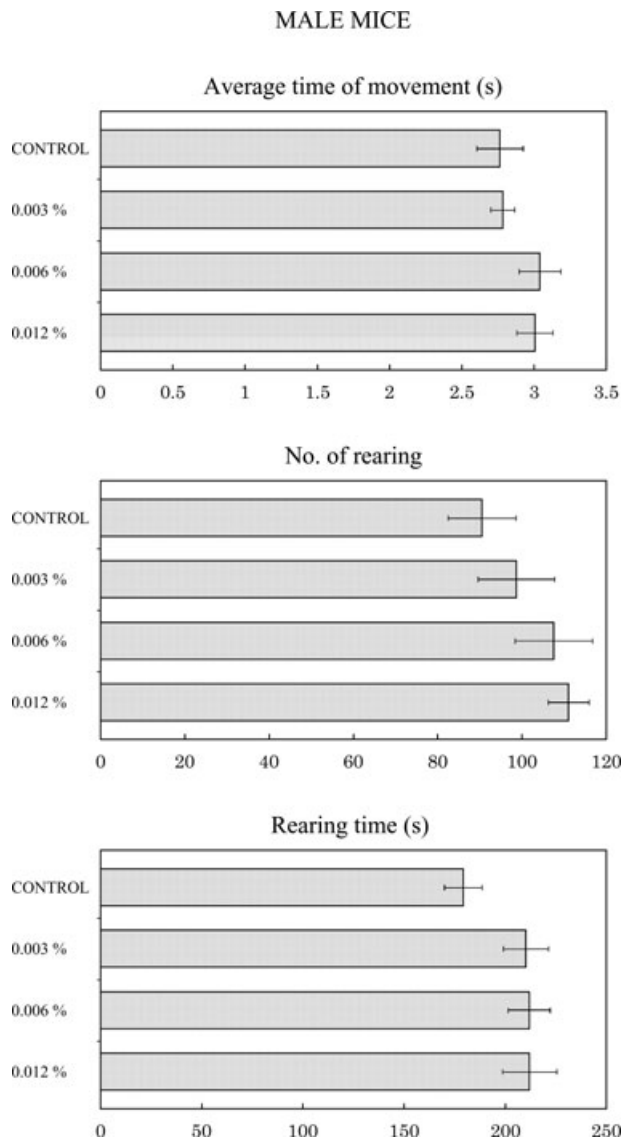 MALE MICE
Average time of movement (s)
CONTROL
0.003 %
0.006 %
0.012 %
0 0.5 1 1.5 2 2.5 3 3.5
No. of rearing
CONTROL
0.003 %
0.006 %
0.012 %
0 20 40 60 80 100 120
Rearing time (s)
CONTROL
0.003 %
0.006 %
0.012 %
0 50 100 150 200 250